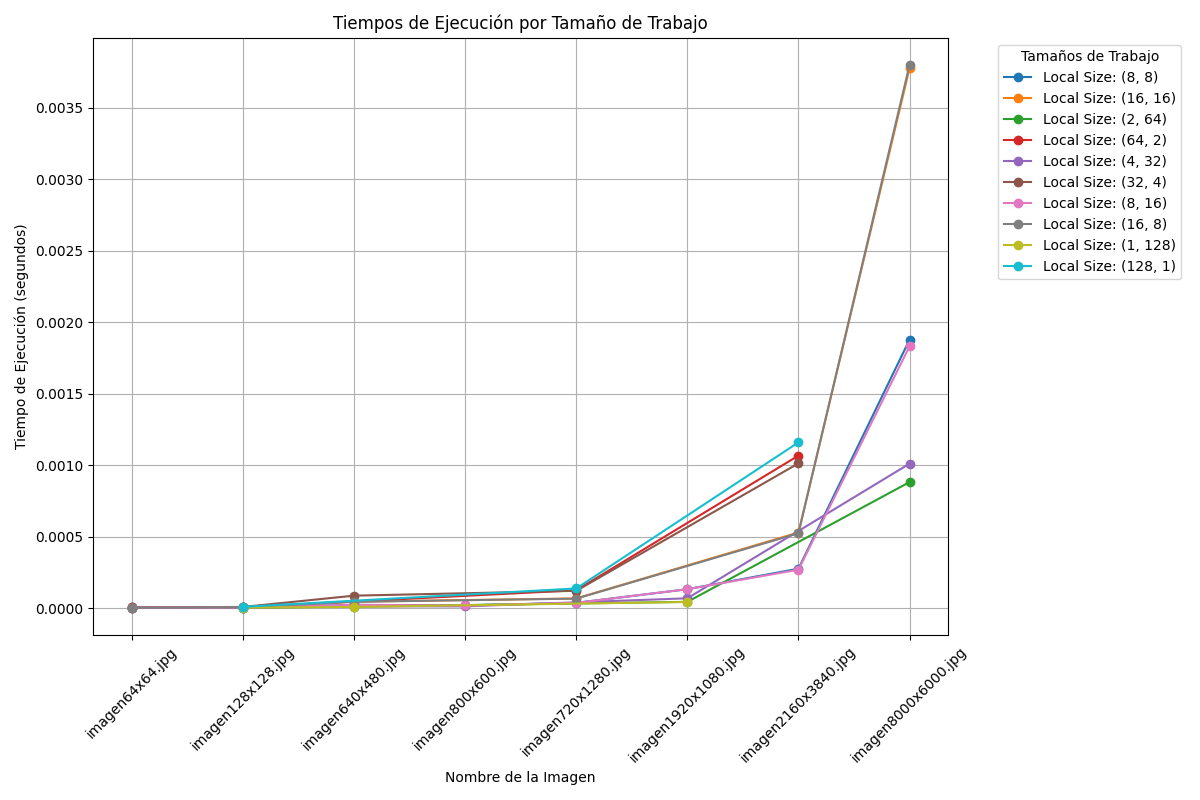 Tiempos de Ejecución por Tamaño de Trabajo
Tiempo de Ejecución (segundos)
0.0035
0.0030
0.0025
0.0020
0.0015
0.0010
0.0005
0.0000
imagen64x64.jpg
imagen128x128.jpg
imagen640x480.jpg
imagen800x600.jpg
imagen720x1280.jpg
imagen1920x1080.jpg
imagen2160x3840.jpg
imagen8000x6000.jpg
Nombre de la Imagen
Tamaños de Trabajo
Local Size: (8, 8)
Local Size: (16, 16)
Local Size: (2, 64)
Local Size: (64, 2)
Local Size: (4, 32)
Local Size: (32, 4)
Local Size: (8, 16)
Local Size: (16, 8)
Local Size: (1, 128)
Local Size: (128, 1)